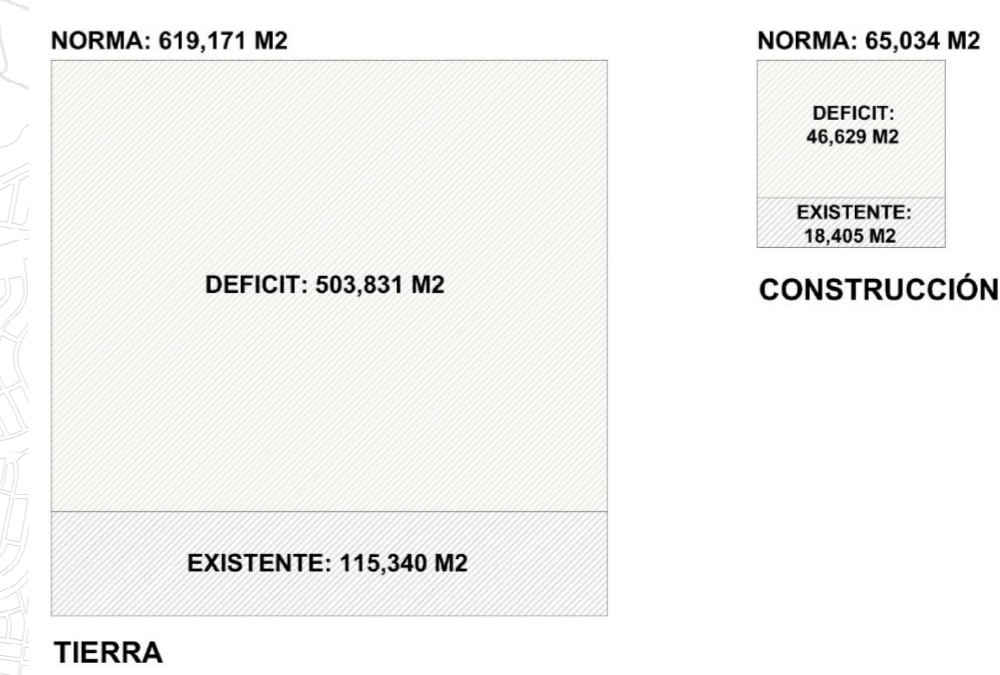 NORMA: 619,171 M2
DEFICIT: 503,831 M2
EXISTENTE: 115,340 M2
TIERRA
NORMA: 65,034 M2
DEFICIT:
46,629 M2
EXISTENTE:
18,405 M2
CONSTRUCCIÓN